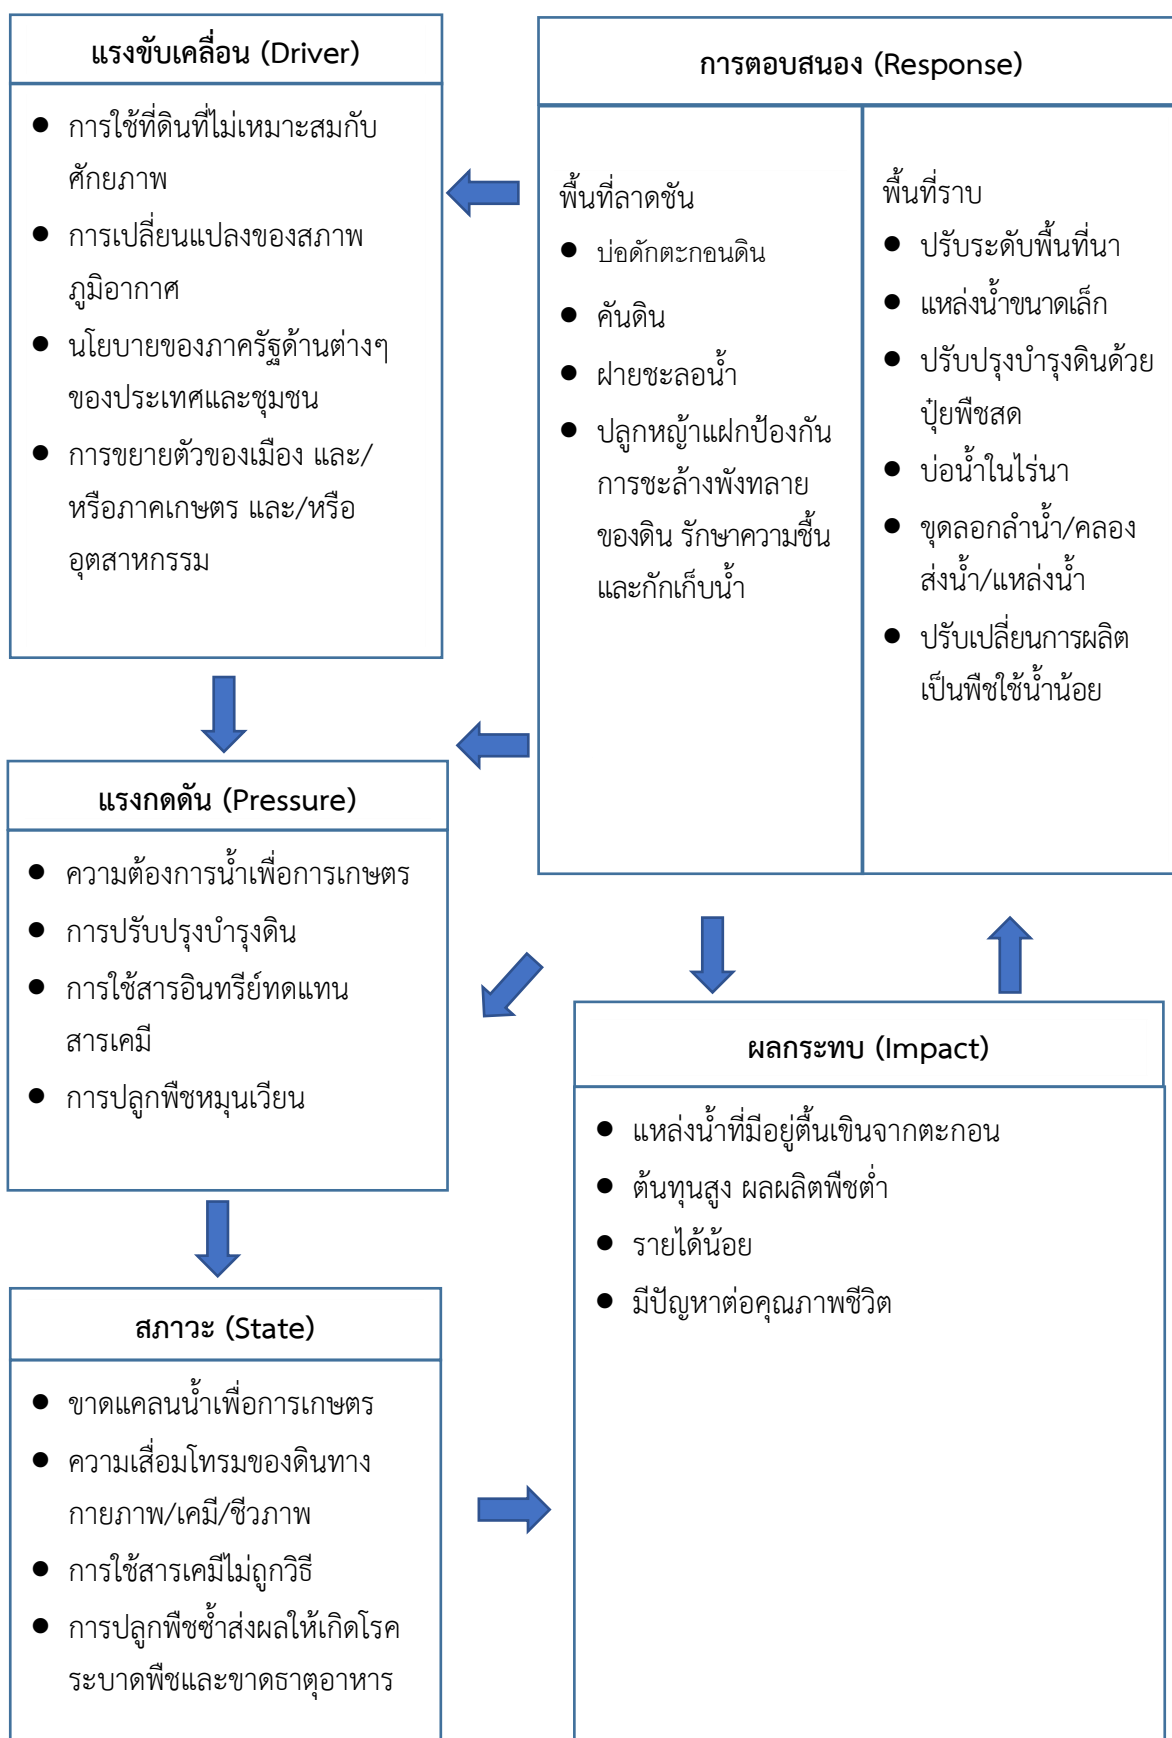 แรงขับเคลื่อน (Driver)
● การใช้ที่ดินที่ไม่เหมาะสมกับ
ศักยภาพ
● การเปลี่ยนแปลงของสภาพ
ภูมิอากาศ
● นโยบายของภาครัฐด้านต่างๆ
ของประเทศและชุมชน
● การขยายตัวของเมือง และ/
หรือภาคเกษตร และ/หรือ
อุตสาหกรรม
การตอบสนอง (Response)
พื้นที่ลาดชัน
● บ่อดักตะกอนดิน
● คันดิน
● ฝายชะลอน้ำ
● ปลูกหญ้าแฝกป้องกัน
การชะล้างพังทลาย
ของดิน รักษาความชื้น
และกักเก็บน้ำ
พื้นที่ราบ
● ปรับระดับพื้นที่นา
● แหล่งน้ำขนาดเล็ก
● ปรับปรุงบำรุงดินด้วย
ปุ๋ยพืชสด
● บ่อน้ำในไร่นา
● ขุดลอกลำน้ำ/คลอง
ส่งน้ำ/แหล่งน้ำ
● ปรับเปลี่ยนการผลิต
เป็นพืชใช้น้ำน้อย
แรงกดดัน (Pressure)
● ความต้องการน้ำเพื่อการเกษตร
● การปรับปรุงบำรุงดิน
● การใช้สารอินทรีย์ทดแทน
สารเคมี
● การปลูกพืชหมุนเวียน
ผลกระทบ (Impact)
● แหล่งน้ำที่มีอยู่ตื้นเขินจากตะกอน
● ต้นทุนสูง ผลผลิตพืชต่ำ
● รายได้น้อย
● มีปัญหาต่อคุณภาพชีวิต
สภาวะ (State)
● ขาดแคลนน้ำเพื่อการเกษตร
● ความเสื่อมโทรมของดินทาง
กายภาพ/เคมี/ชีวภาพ
● การใช้สารเคมีไม่ถูกวิธี
● การปลูกพืชซ้ำส่งผลให้เกิดโรค
ระบาดพืชและขาดธาตุอาหาร